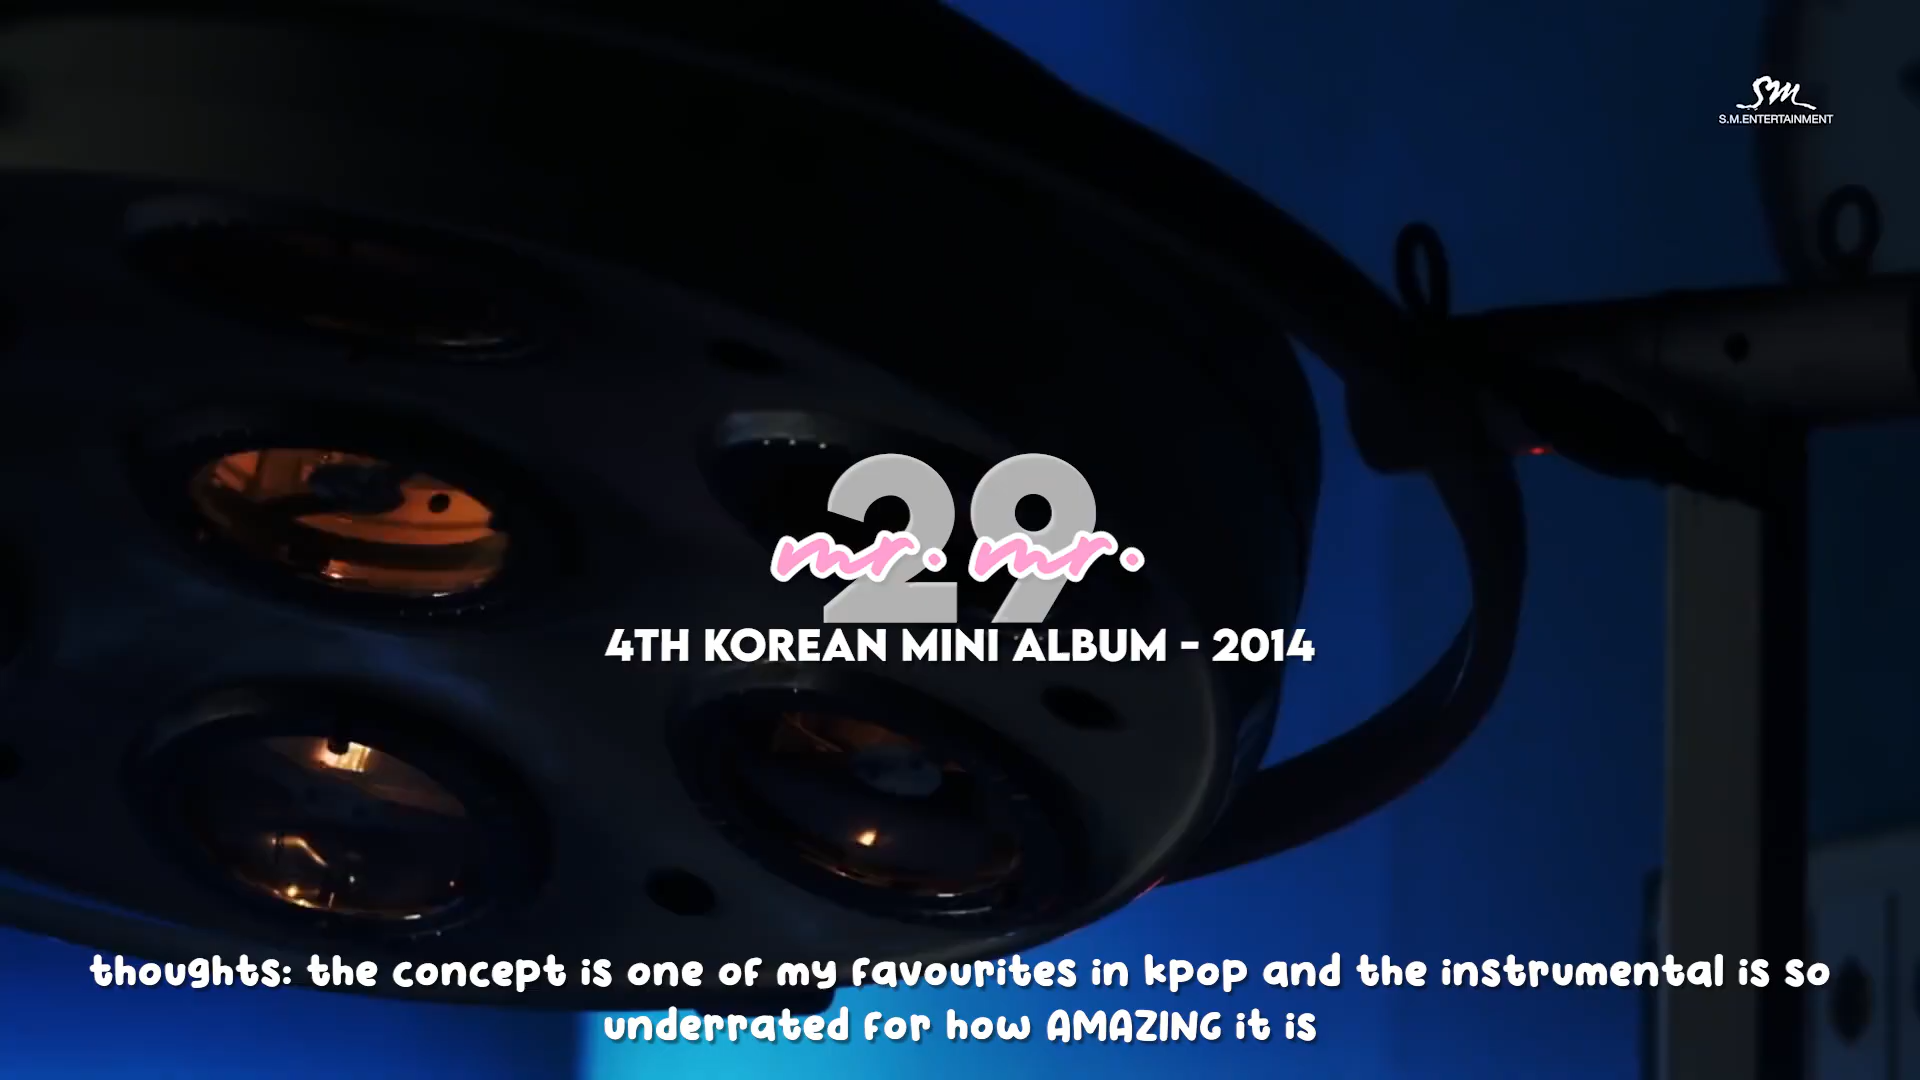 SM
S.M.ENTERTAINMENT
29
mr. mr.
4TH KOREAN MINI ALBUM - 2014
thoughts: the concept is one of my favourites in kpop and the instrumental is so
underrated for how AMAZING it is